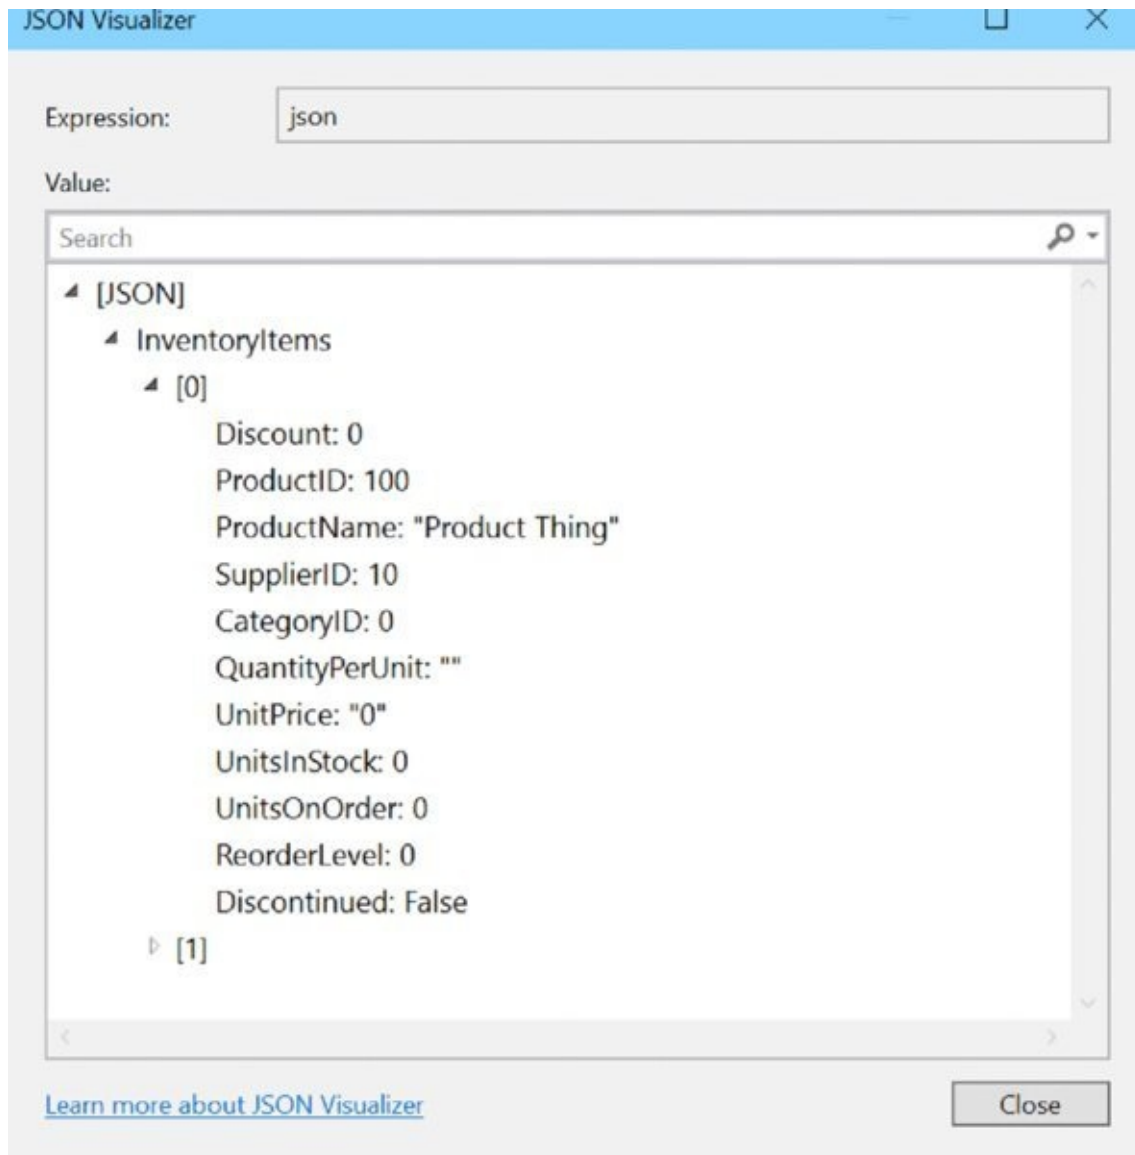 JSON Visualizer
Expression: json
Value:
Search
[JSON]
InventoryItems
[0]
Discount: 0
ProductID: 100
ProductName: "Product Thing"
SupplierID: 10
CategoryID: 0
QuantityPerUnit: ""
UnitPrice: "0"
UnitsInStock: 0
UnitsOnOrder: 0
ReorderLevel: 0
Discontinued: False
[1]
Learn more about JSON Visualizer
Close